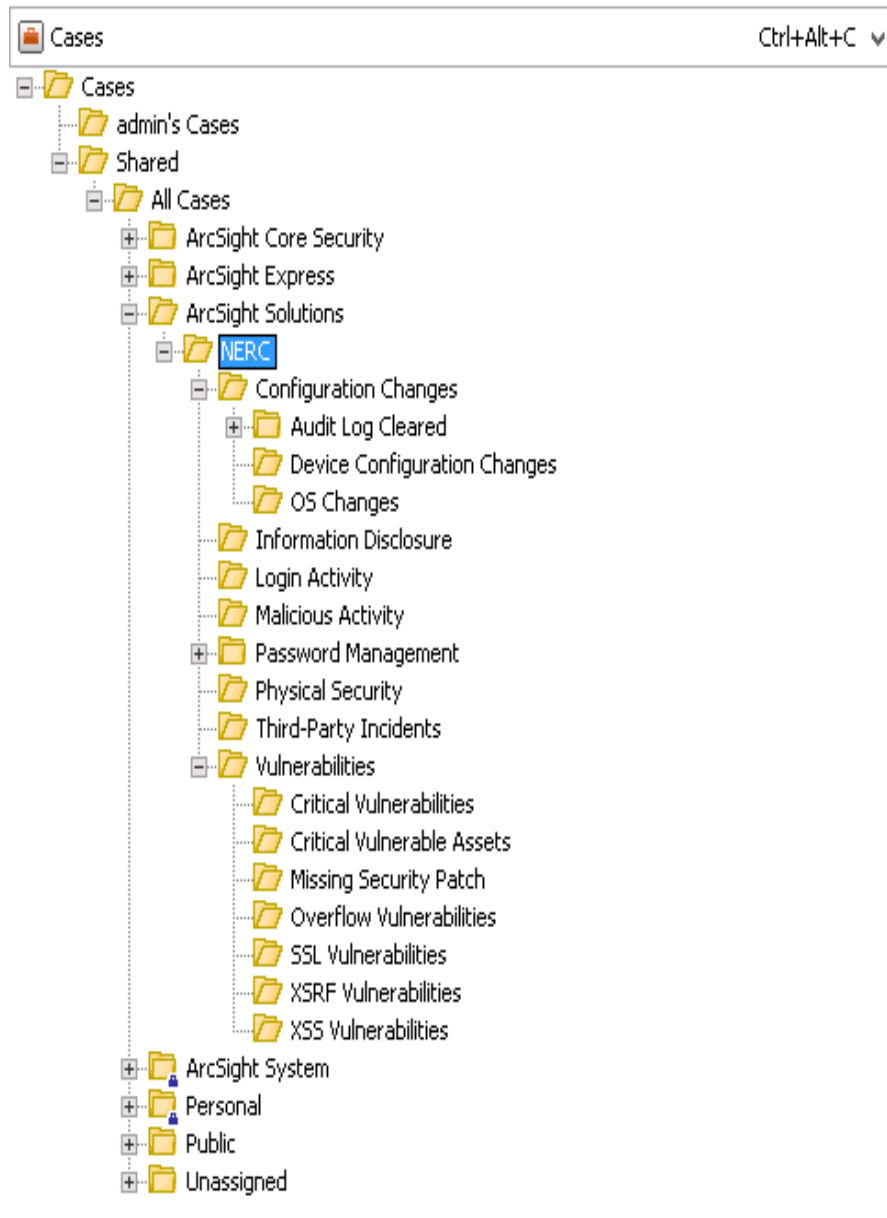 Cases Ctrl+Alt+C
Cases
admin's Cases
Shared
All Cases
ArcSight Core Security
ArcSight Express
ArcSight Solutions
NERC
Configuration Changes
Audit Log Cleared
Device Configuration Changes
OS Changes
Information Disclosure
Login Activity
Malicious Activity
Password Management
Physical Security
Third-Party Incidents
Vulnerabilities
Critical Vulnerabilities
Critical Vulnerable Assets
Missing Security Patch
Overflow Vulnerabilities
SSL Vulnerabilities
XSRF Vulnerabilities
XSS Vulnerabilities
ArcSight System
Personal
Public
Unassigned